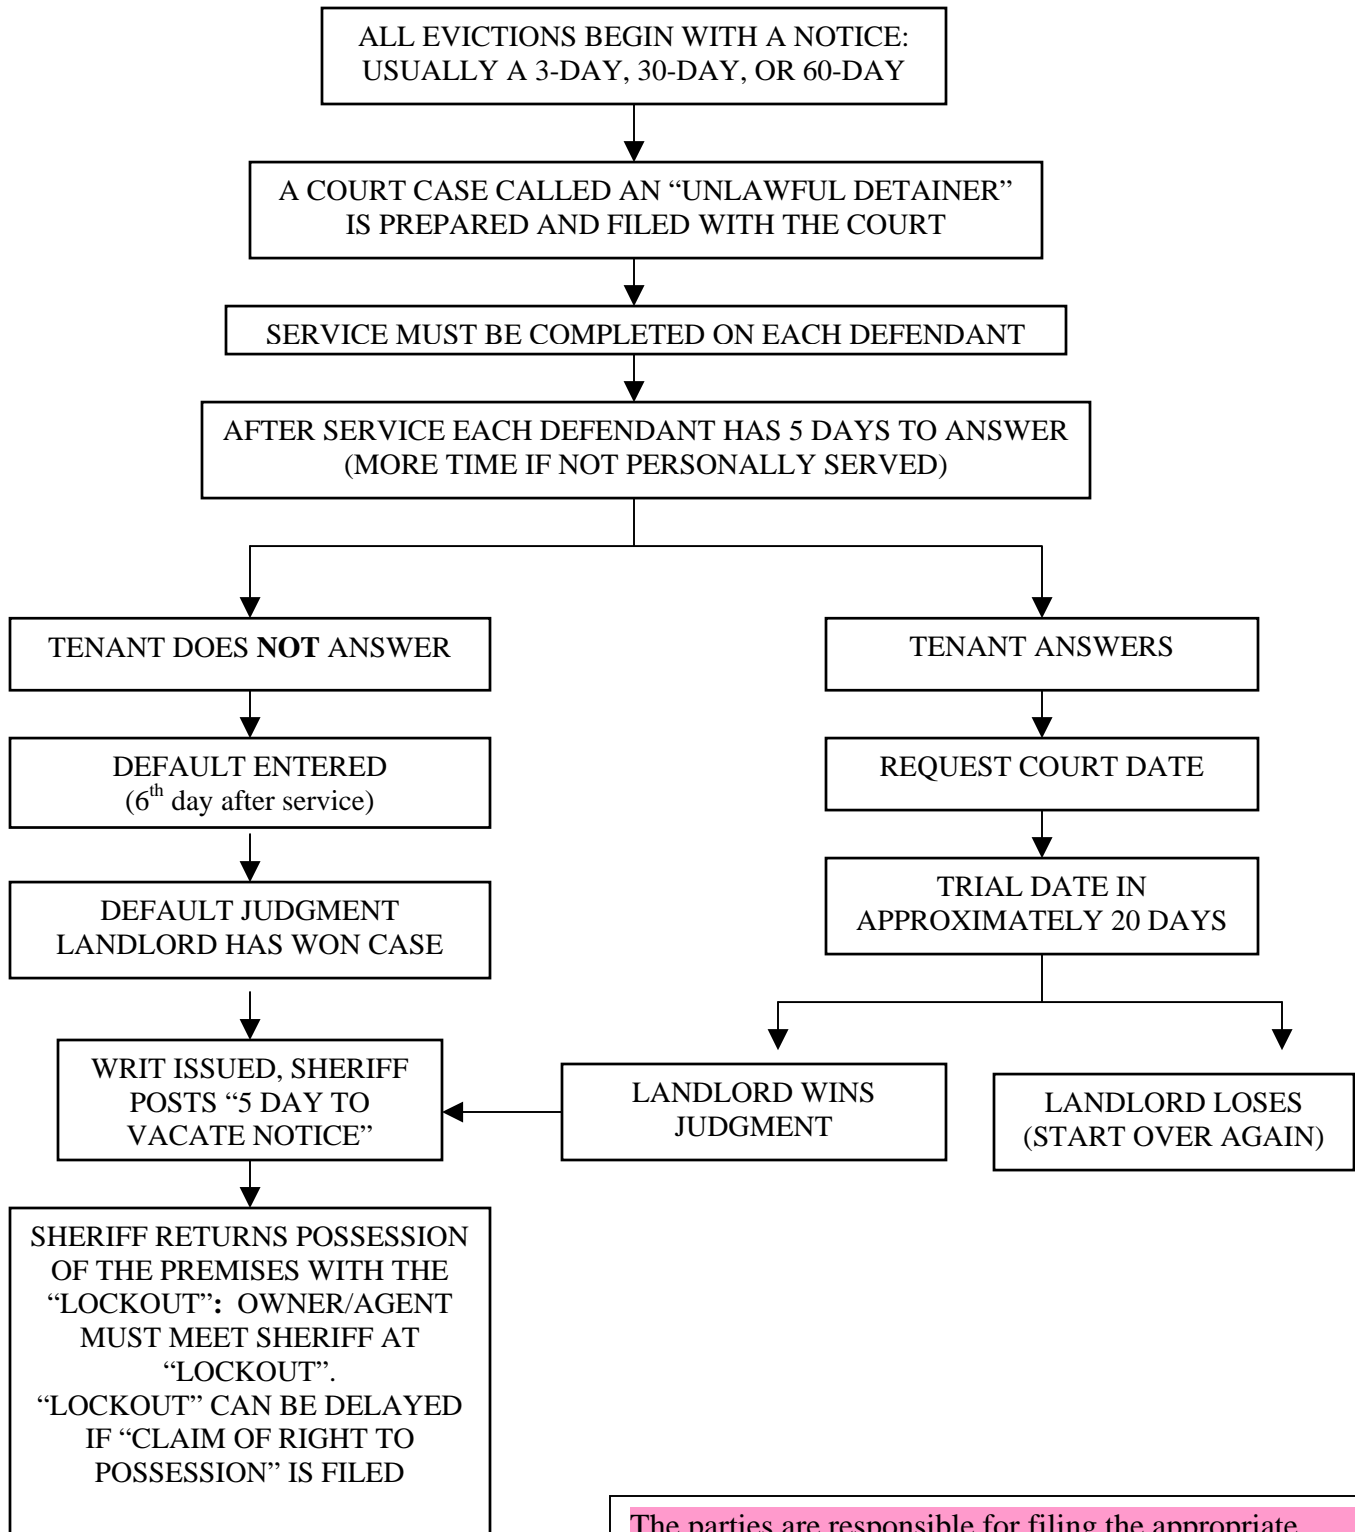 ALL EVICTIONS BEGIN WITH A NOTICE:
USUALLY A 3-DAY, 30-DAY, OR 60-DAY
A COURT CASE CALLED AN “UNLAWFUL DETAINER”
IS PREPARED AND FILED WITH THE COURT
SERVICE MUST BE COMPLETED ON EACH DEFENDANT
AFTER SERVICE EACH DEFENDANT HAS 5 DAYS TO ANSWER
(MORE TIME IF NOT PERSONALLY SERVED)
TENANT DOES NOT ANSWER
DEFAULT ENTERED
(6th day after service)
DEFAULT JUDGMENT
LANDLORD HAS WON CASE
TENANT ANSWERS
REQUEST COURT DATE
TRIAL DATE IN
APPROXIMATELY 20 DAYS
WRIT ISSUED, SHERIFF
POSTS “5 DAY TO
VACATE NOTICE”
LANDLORD WINS
JUDGMENT
LANDLORD LOSES
(START OVER AGAIN)
SHERIFF RETURNS POSSESSION
OF THE PREMISES WITH THE
“LOCKOUT”: OWNER/AGENT
MUST MEET SHERIFF AT
“LOCKOUT”.
“LOCKOUT” CAN BE DELAYED
IF “CLAIM OF RIGHT TO
POSSESSION” IS FILED
The parties are responsible for filing the appropriate